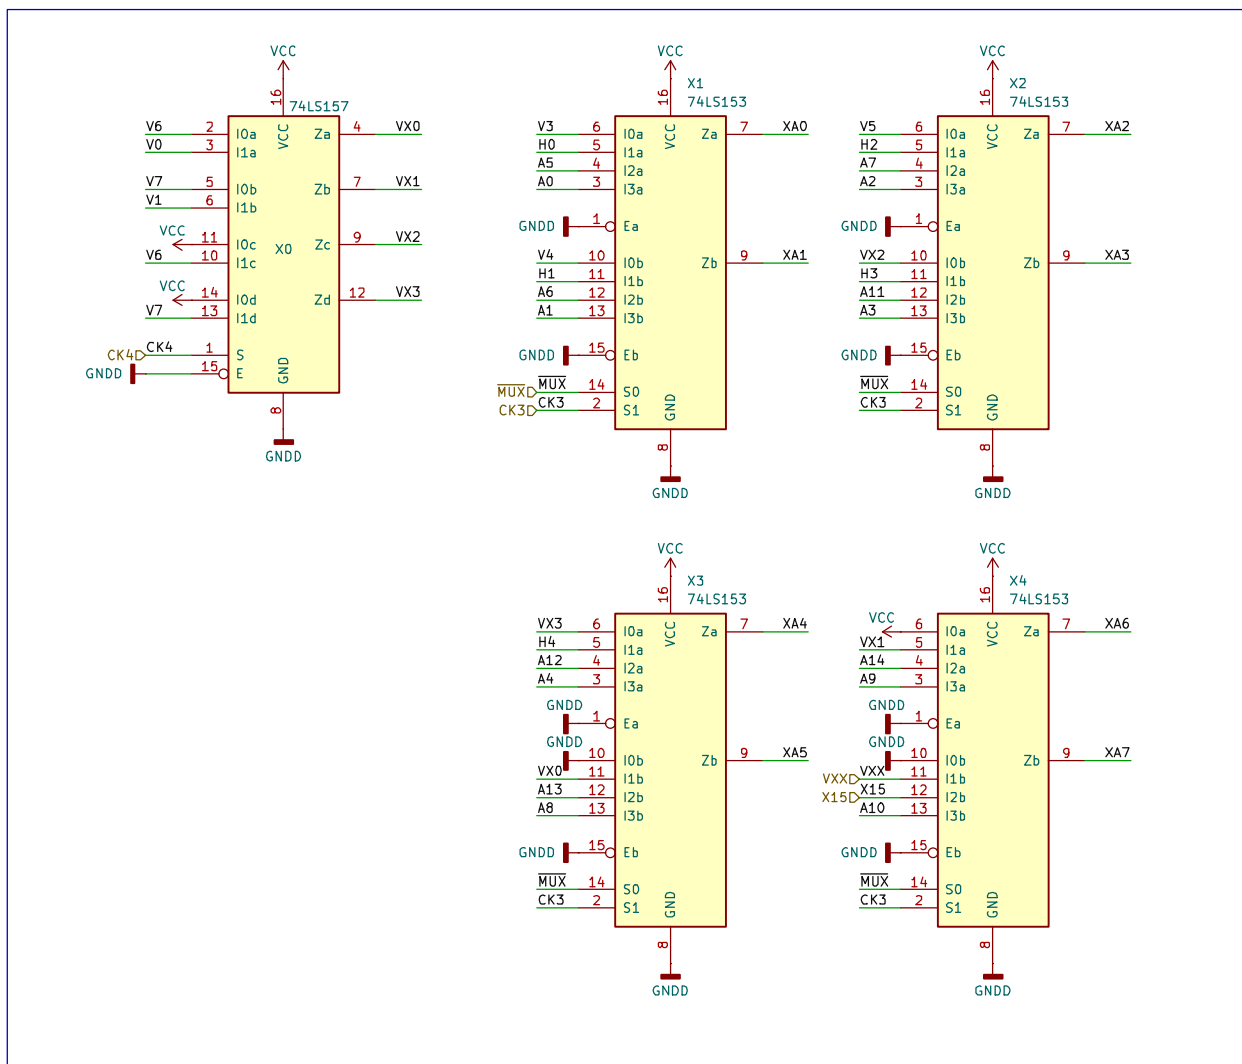 VCC
16
74LS157
V6 2 I0a VCC Za 4 VX0
V0 3 I1a
V7 5 I0b Zb 7 VX1
V1 6 I1b
VCC 11 I0c X0 Zc 9 VX2
V6 10 I1c
VCC 14 I0d Zd 12 VX3
V7 13 I1d
CK4 CK4 1 S
GNDD 15 E GND
8
GNDD
VCC
16
X1
74LS153
V3 6 I0a VCC Za 7 XA0
H0 5 I1a
A5 4 I2a
A0 3 I3a
GNDD 1 Ea
V4 10 I0b Zb 9 XA1
H1 11 I1b
A6 12 I2b
A1 13 I3b
GNDD 15 Eb
MUX MUX 14 S0
CK3 CK3 2 S1 GND
8
GNDD
VCC
16
X2
74LS153
V5 6 I0a VCC Za 7 XA2
H2 5 I1a
A7 4 I2a
A2 3 I3a
GNDD 1 Ea
VX2 10 I0b Zb 9 XA3
H3 11 I1b
A11 12 I2b
A3 13 I3b
GNDD 15 Eb
MUX 14 S0
CK3 2 S1 GND
8
GNDD
VCC
16
X3
74LS153
VX3 6 I0a VCC Za 7 XA4
H4 5 I1a
A12 4 I2a
A4 3 I3a
GNDD 1 Ea
GNDD 10 I0b Zb 9 XA5
VX0 11 I1b
A13 12 I2b
A8 13 I3b
GNDD 15 Eb
MUX 14 S0
CK3 2 S1 GND
8
GNDD
VCC
16
X4
74LS153
VCC 6 I0a VCC Za 7 XA6
VX1 5 I1a
A14 4 I2a
A9 3 I3a
GNDD 1 Ea
GNDD 10 I0b Zb 9 XA7
VXX VXX 11 I1b
X15 X15 12 I2b
A10 13 I3b
GNDD 15 Eb
MUX 14 S0
CK3 2 S1 GND
8
GNDD